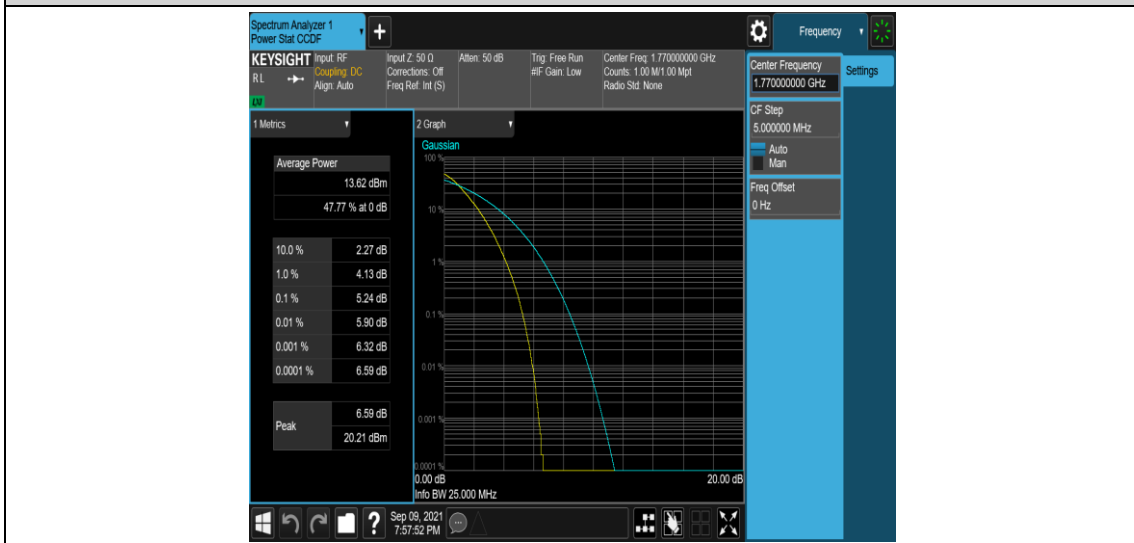 Spectrum Analyzer 1
Power Stat CCDF
+
Frequency
KEYSIGHT
R L
LXI
Input: RF
Coupling: DC
Align: Auto
Input Z: 50 Ω
Corrections: Off
Freq Ref: Int (S)
Atten: 50 dB
Trig: Free Run
#IF Gain: Low
Center Freq: 1.770000000 GHz
Counts: 1.00 M/1.00 Mpt
Radio Std: None
Center Frequency
1.770000000 GHz
Settings
CF Step
5.000000 MHz
Auto
Man
Freq Offset
0 Hz
1 Metrics
Average Power
13.62 dBm
47.77 % at 0 dB
10.0 % 2.27 dB
1.0 % 4.13 dB
0.1 % 5.24 dB
0.01 % 5.90 dB
0.001 % 6.32 dB
0.0001 % 6.59 dB
Peak
6.59 dB
20.21 dBm
2 Graph
Gaussian
100 %
10 %
1 %
0.1 %
0.01 %
0.001 %
0.0001 %
0.00 dB 20.00 dB
Info BW 25.000 MHz
?
Sep 09, 2021
7:57:52 PM